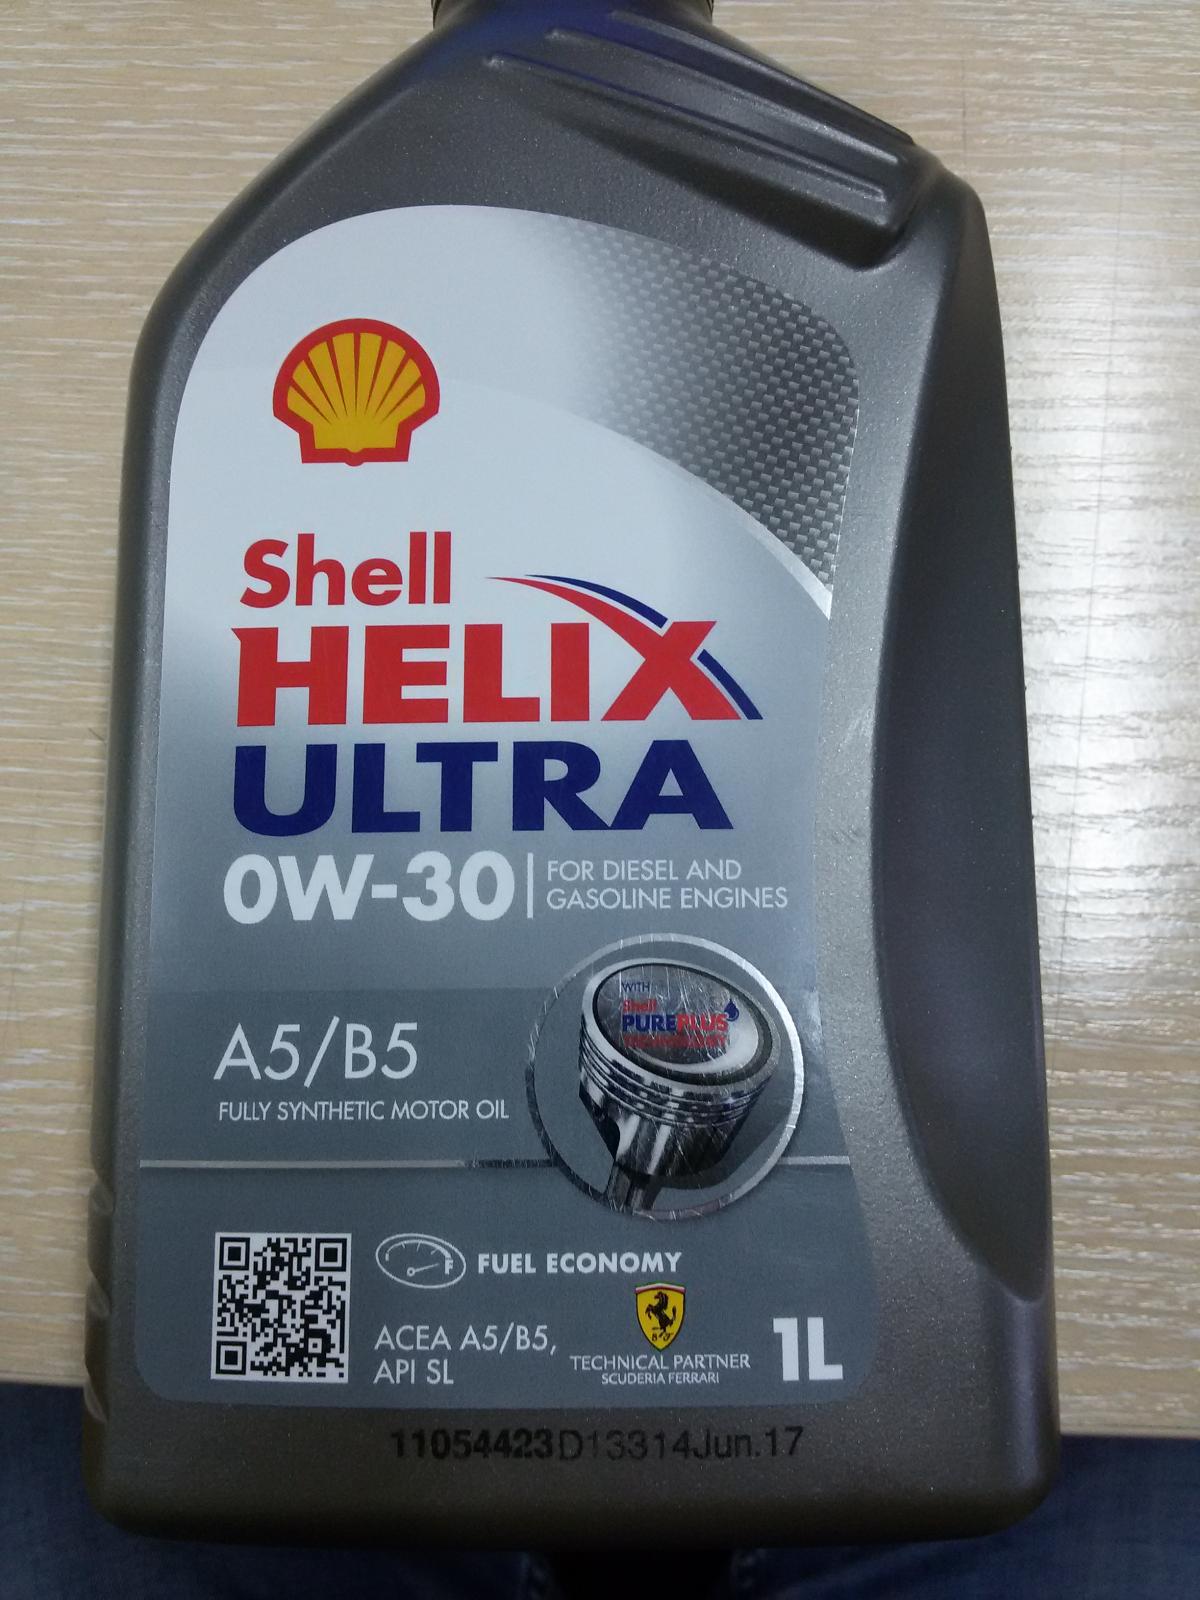 Shell
HELIX
ULTRA
0W-30
FOR DIESEL AND
GASOLINE ENGINES
WITH
Shell
PUREPLUS
TECHNOLOGY
A5/B5
FULLY SYNTHETIC MOTOR OIL
F
FUEL ECONOMY
ACEA A5/B5,
API SL
TECHNICAL PARTNER
SCUDERIA FERRARI
1L
11054423D13314Jun.17